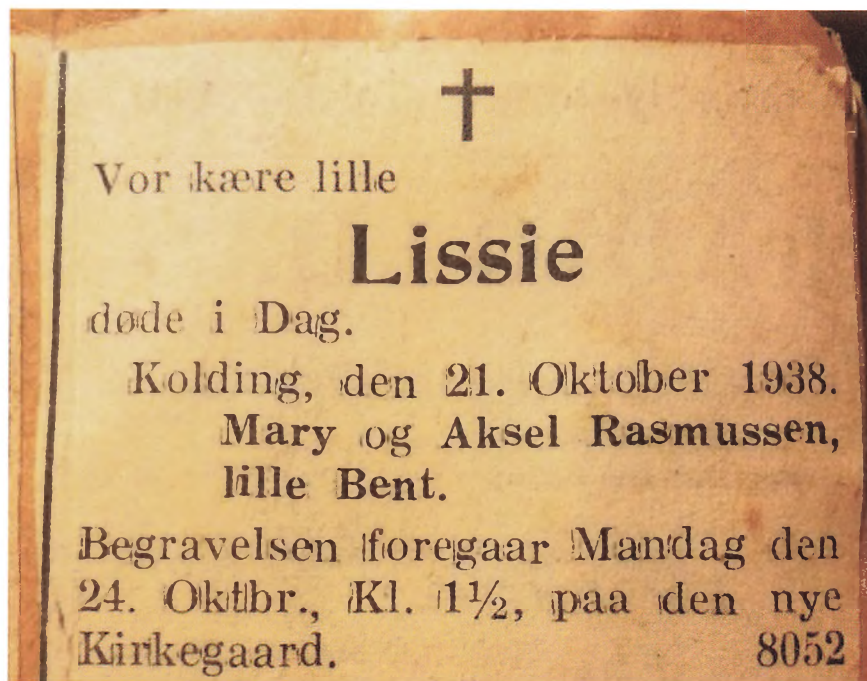 Vor kære lille
Lissie
døde i Dag.
Kolding, den 21. Oktober 1938.
Mary og Aksel Rasmussen,
lille Bent.
Begravelsen foregaar Mandag den
24. Oktbr., Kl. 1½, paa den nye
Kirkegaard. 8052